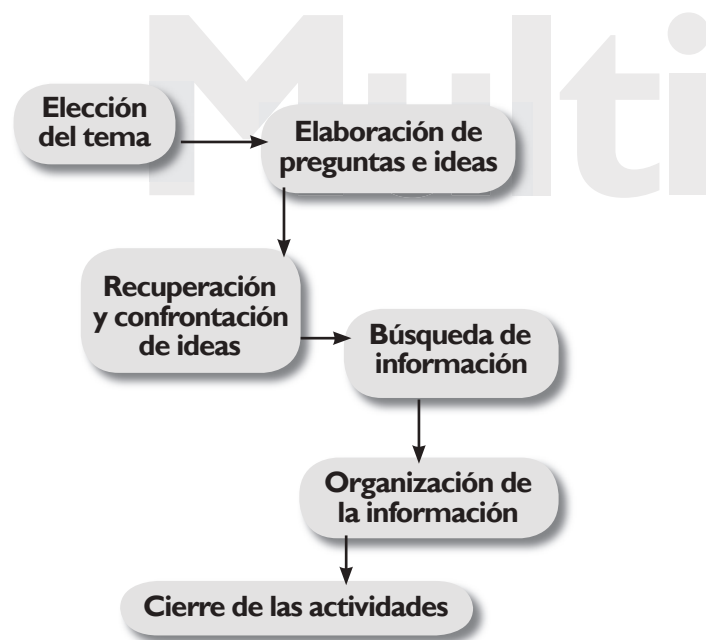 Multi
Elección
del tema
Elaboración de
preguntas e ideas
Recuperación
y confrontación
de ideas
Búsqueda de
información
Organización de
la información
Cierre de las actividades